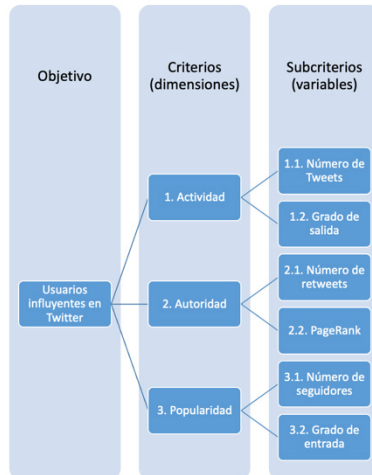 Objetivo
Criterios
(dimensiones)
Subcriterios
(variables)
1.1. Número de
Tweets
1. Actividad
1.2. Grado de
salida
2.1. Número de
retweets
Usuarios
influyentes en
Twitter
2. Autoridad
2.2. PageRank
3.1. Número de
seguidores
3. Popularidad
3.2. Grado de
entrada